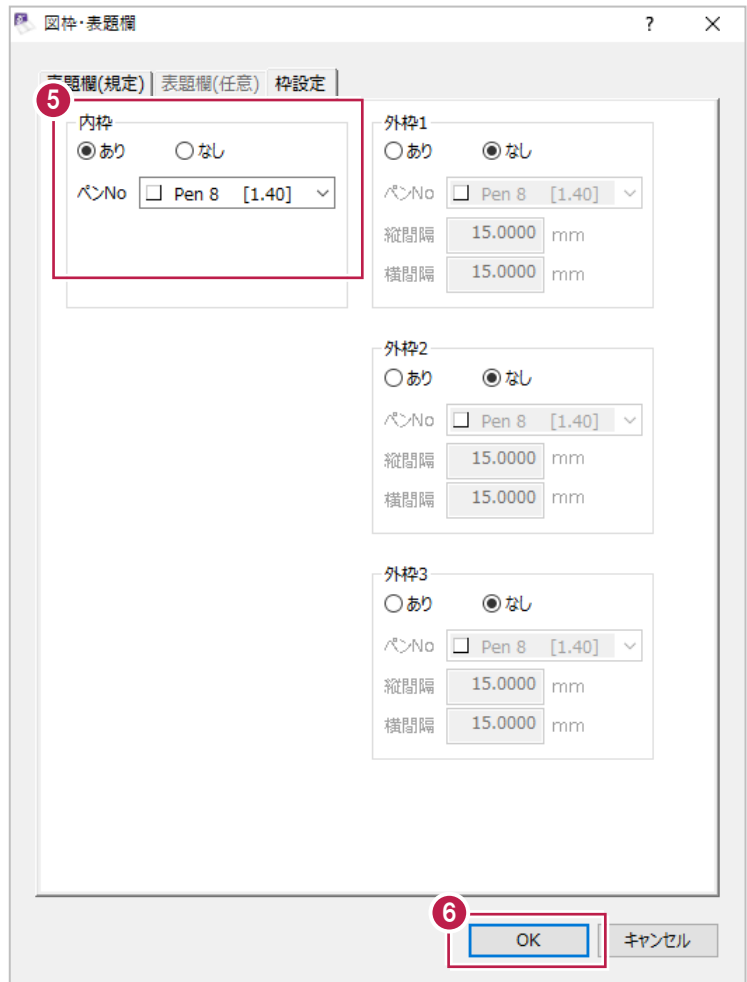 図枠・表題欄
?
表題欄(規定) 表題欄(任意) 枠設定
5
内枠
あり なし
ペンNo Pen 8 [1.40]
外枠1
あり なし
ペンNo Pen 8 [1.40]
縦間隔 15.0000 mm
横間隔 15.0000 mm
外枠2
あり なし
ペンNo Pen 8 [1.40]
縦間隔 15.0000 mm
横間隔 15.0000 mm
外枠3
あり なし
ペンNo Pen 8 [1.40]
縦間隔 15.0000 mm
横間隔 15.0000 mm
6
OK キャンセル